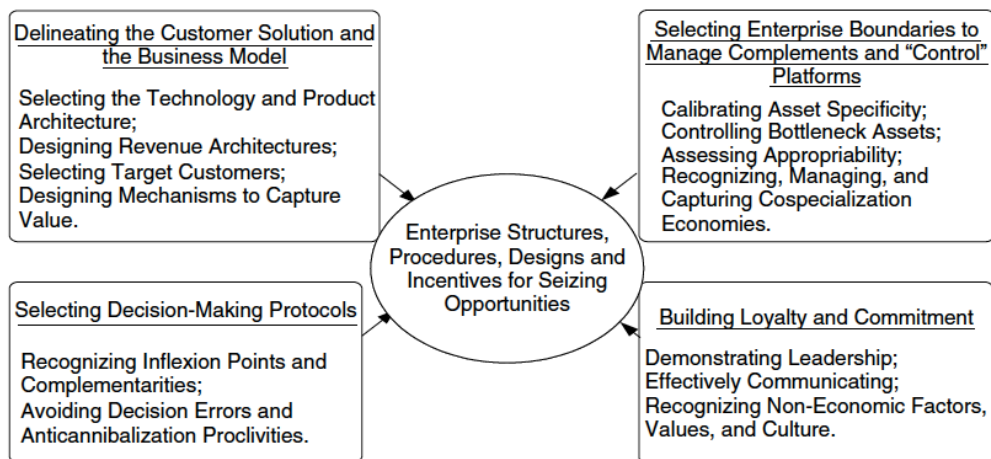 Delineating the Customer Solution and
the Business Model
Selecting the Technology and Product
Architecture;
Designing Revenue Architectures;
Selecting Target Customers;
Designing Mechanisms to Capture
Value.
Selecting Enterprise Boundaries to
Manage Complements and “Control”
Platforms
Calibrating Asset Specificity;
Controlling Bottleneck Assets;
Assessing Appropriability;
Recognizing, Managing, and
Capturing Cospecialization
Economies.
Enterprise Structures,
Procedures, Designs and
Incentives for Seizing
Opportunities
Selecting Decision-Making Protocols
Recognizing Inflexion Points and
Complementarities;
Avoiding Decision Errors and
Anticannibalization Proclivities.
Building Loyalty and Commitment
Demonstrating Leadership;
Effectively Communicating;
Recognizing Non-Economic Factors,
Values, and Culture.